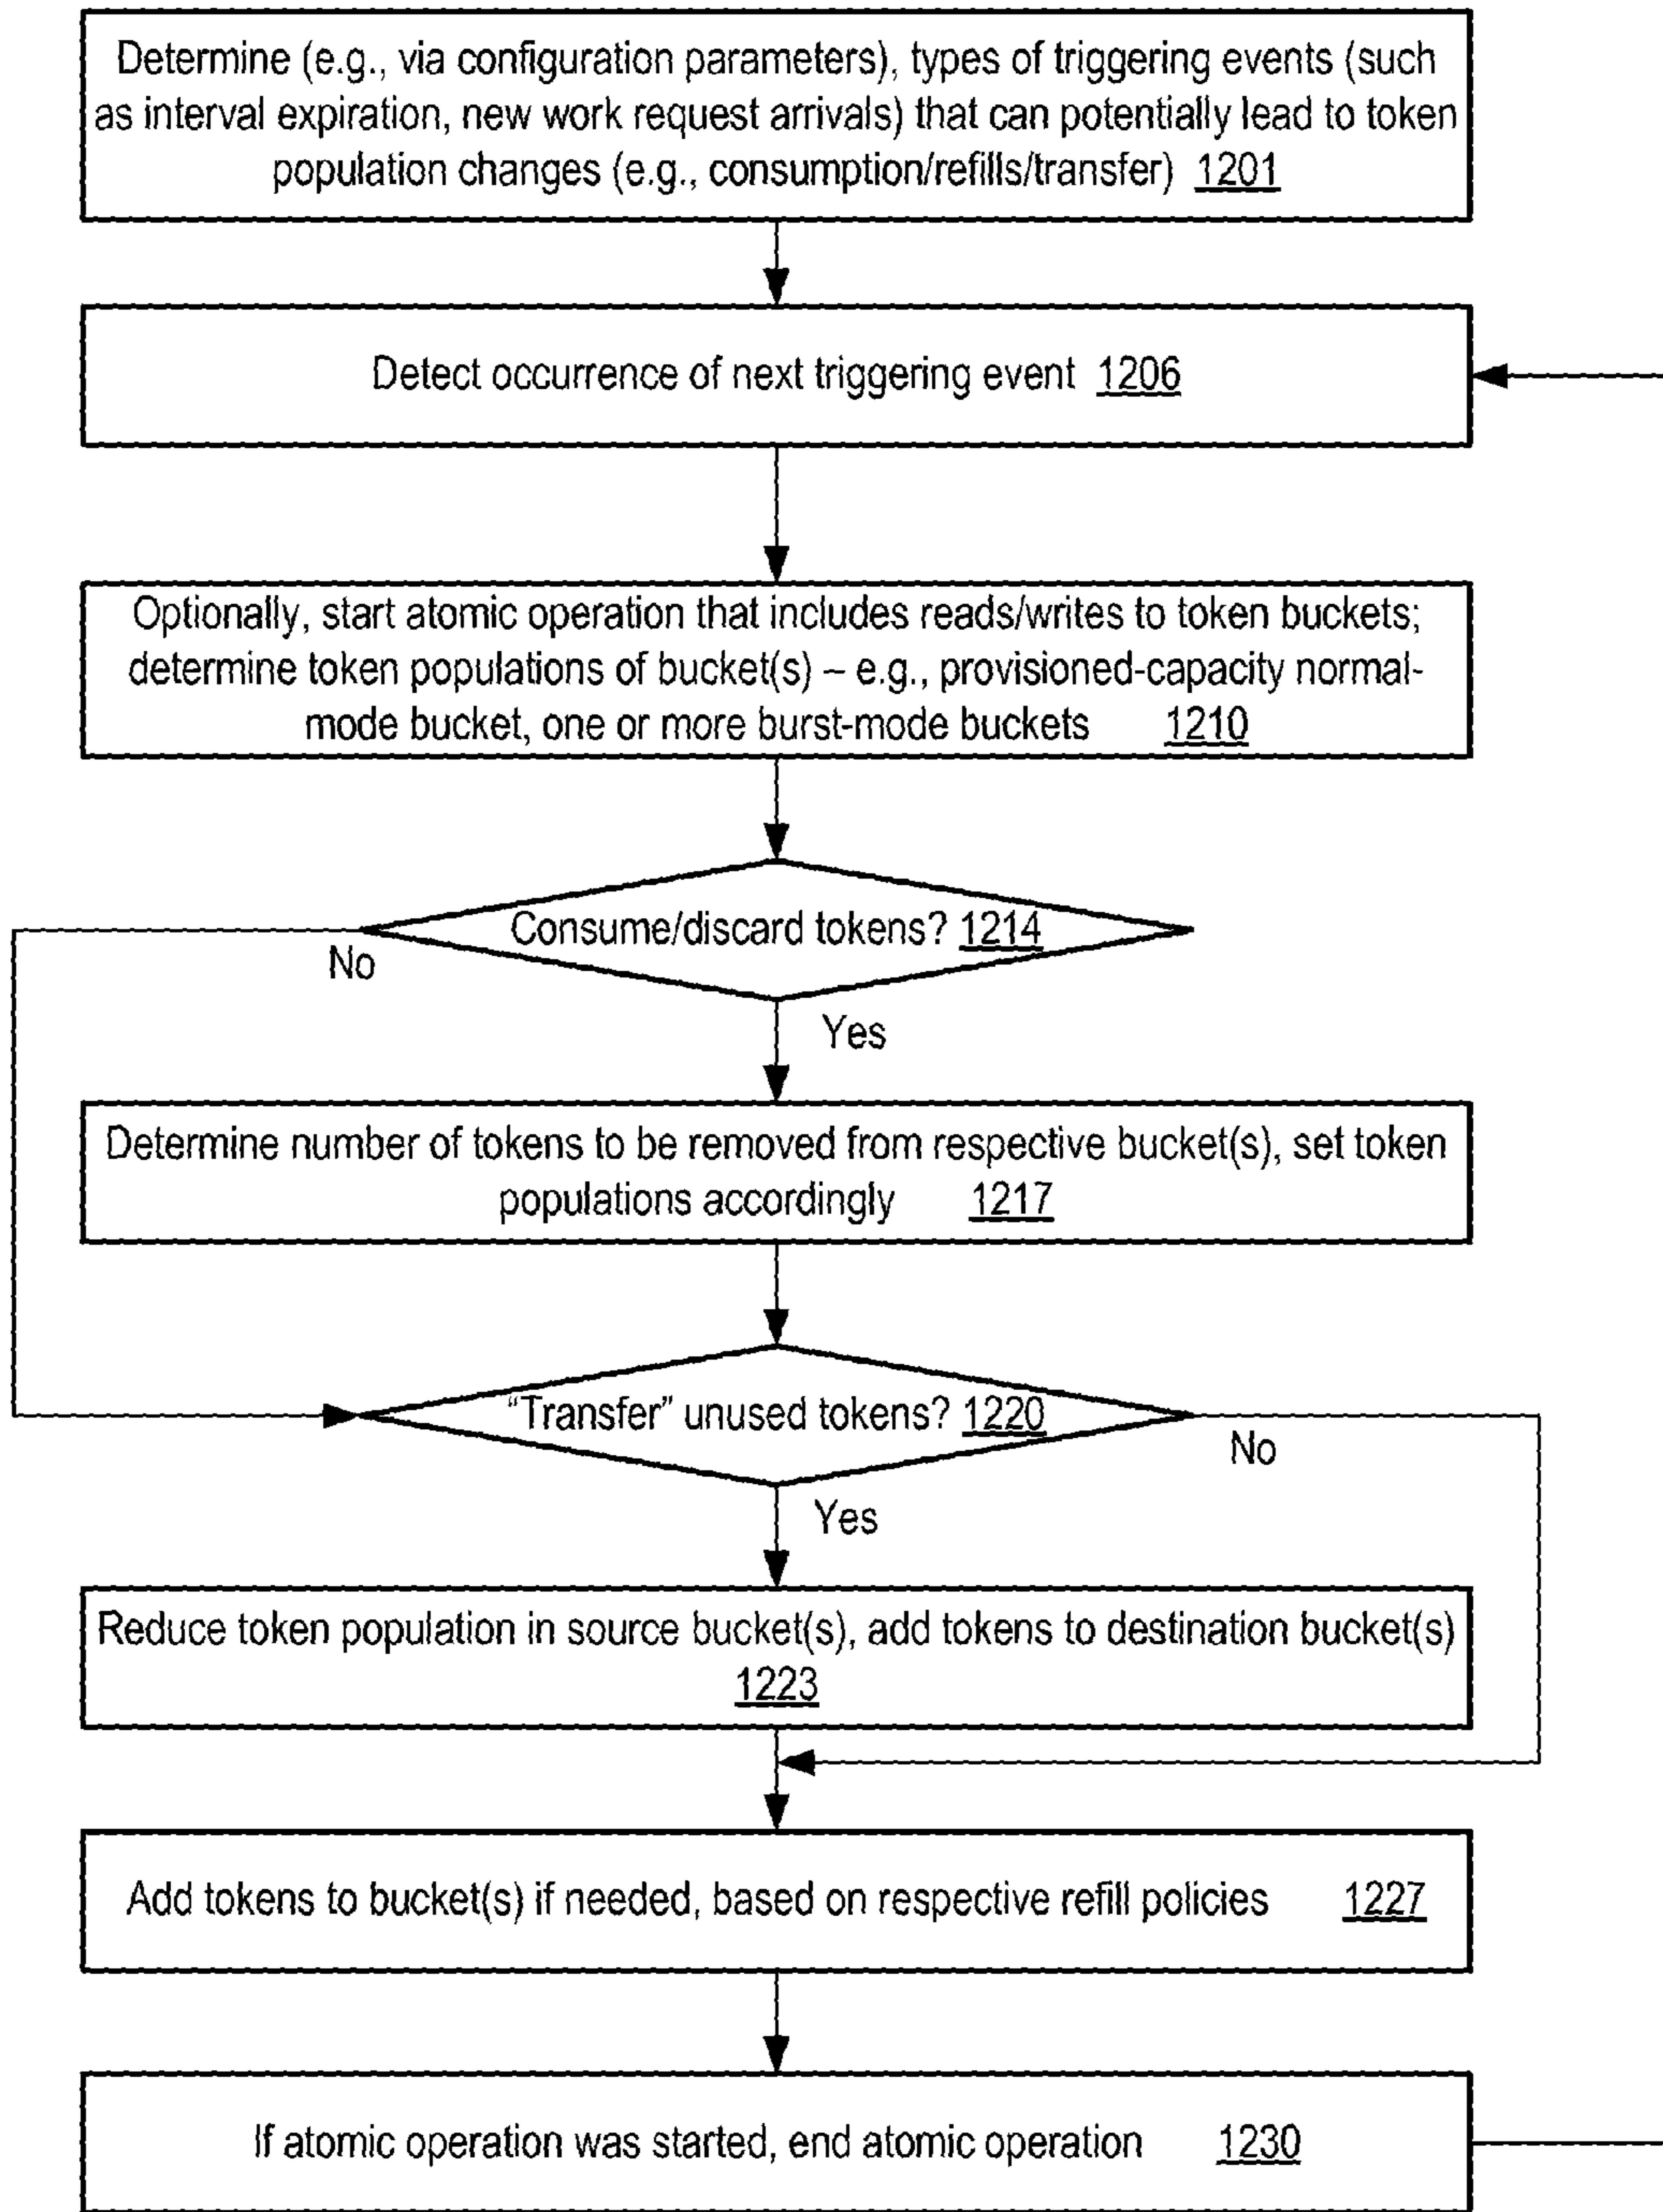 Determine (e.g., via configuration parameters), types of triggering events (such
as interval expiration, new work request arrivals) that can potentially lead to token
population changes (e.g., consumption/refills/transfer) 1201
Detect occurrence of next triggering event 1206
Optionally, start atomic operation that includes reads/writes to token buckets;
determine token populations of bucket(s) – e.g., provisioned-capacity normal-
mode bucket, one or more burst-mode buckets 1210
Consume/discard tokens? 1214
No
Yes
Determine number of tokens to be removed from respective bucket(s), set token
populations accordingly 1217
“Transfer” unused tokens? 1220
No
Yes
Reduce token population in source bucket(s), add tokens to destination bucket(s)
1223
Add tokens to bucket(s) if needed, based on respective refill policies 1227
If atomic operation was started, end atomic operation 1230